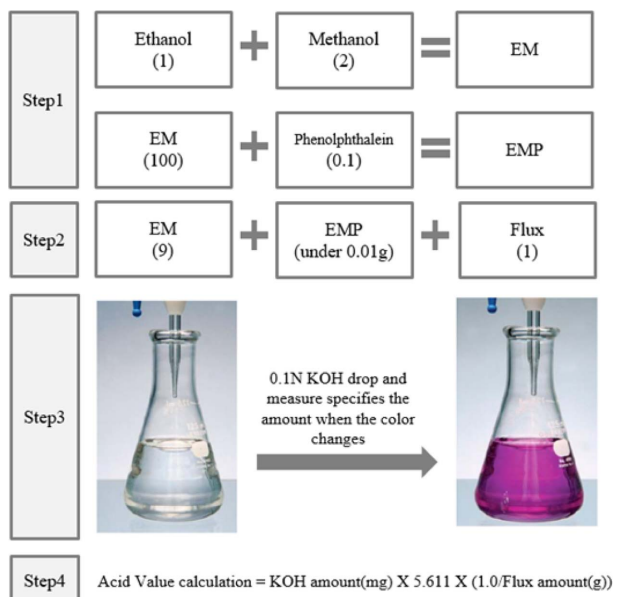 Step1
Ethanol
(1)
+
Methanol
(2)
=
EM
EM
(100)
+
Phenolphthalein
(0.1)
=
EMP
Step2
EM
(9)
+
EMP
(under 0.01g)
+
Flux
(1)
Step3
0.1N KOH drop and
measure specifies the
amount when the color
changes
Step4
Acid Value calculation = KOH amount(mg) X 5.611 X (1.0/Flux amount(g))